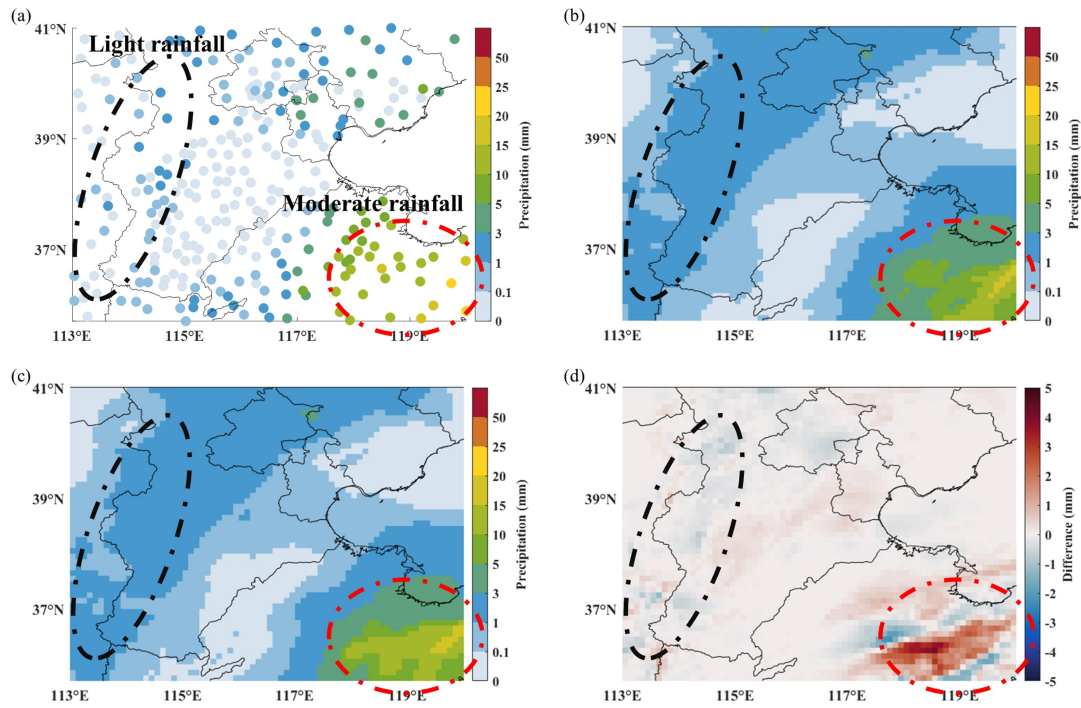 (a)
41°N
39°N
37°N
113°E
115°E
117°E
119°E
Light rainfall
Moderate rainfall
50
25
20
15
10
5
3
1
0.1
0
Precipitation (mm)
(b)
41°N
39°N
37°N
113°E
115°E
117°E
119°E
50
25
20
15
10
5
3
1
0.1
0
Precipitation (mm)
(c)
41°N
39°N
37°N
113°E
115°E
117°E
119°E
50
25
20
15
10
5
3
1
0.1
0
Precipitation (mm)
(d)
41°N
39°N
37°N
113°E
115°E
117°E
119°E
5
4
3
2
1
0
-1
-2
-3
-4
-5
Difference (mm)